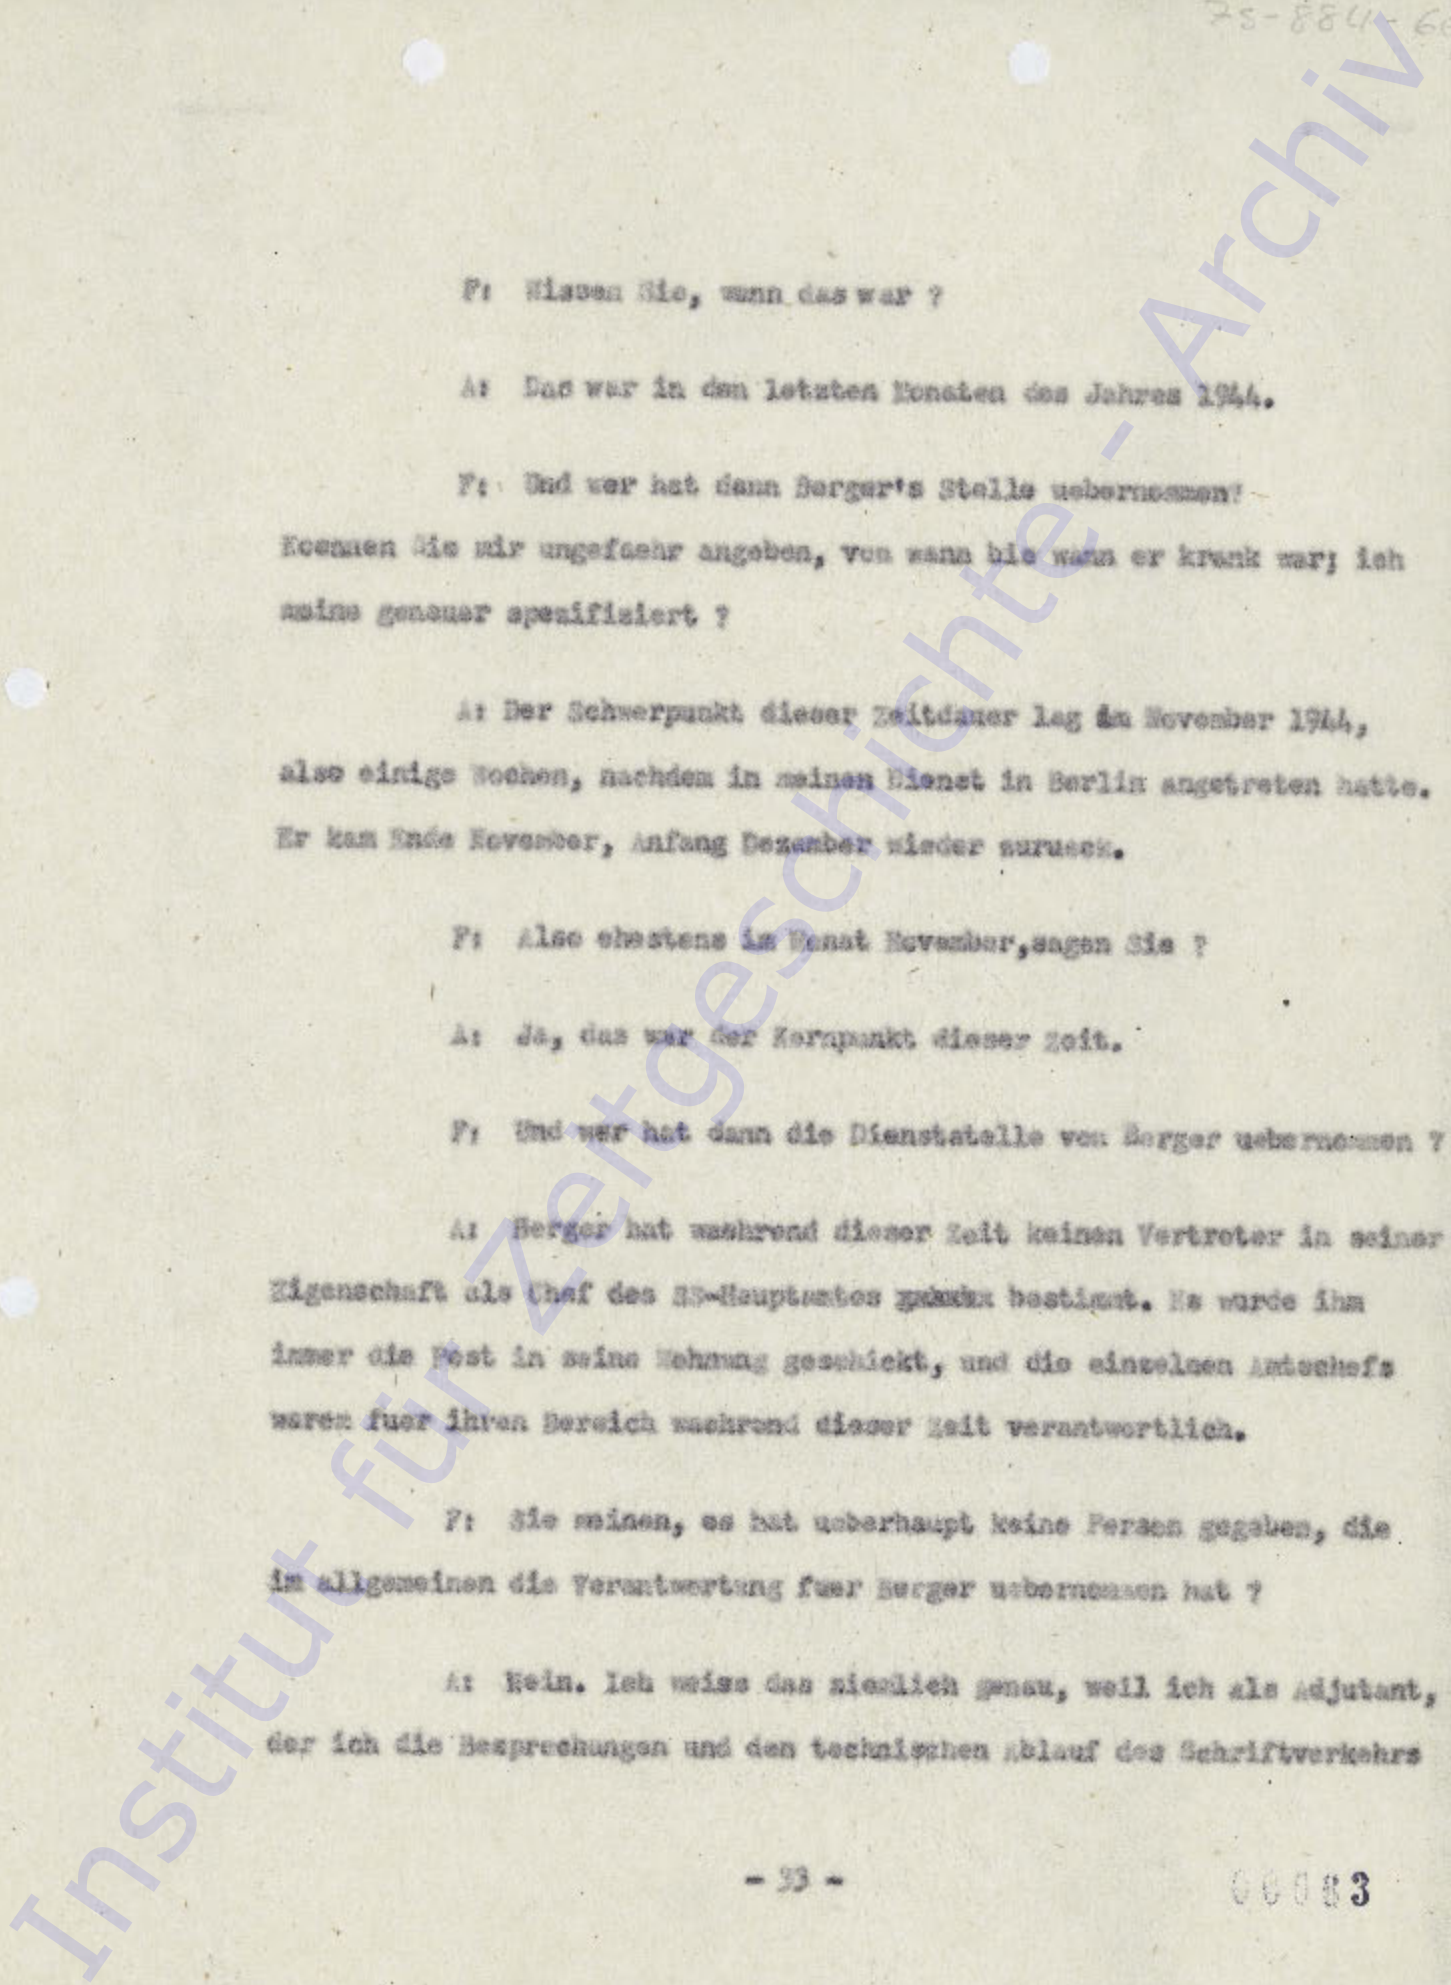 ZS-884-6
F: Wissen Sie, wann das war ?
A: Das war in den letzten Monaten des Jahres 1944.
F: Und wer hat dann Berger's Stelle uebernommen?
Koennen Sie mir ungefaehr angeben, von wann bis wann er krank war; ich
meine genauer spezifiziert ?
A: Der Schwerpunkt dieser Zeitdauer lag im November 1944,
also einige Wochen, nachdem in meinen Dienst in Berlin angetreten hatte.
Er kam Ende November, Anfang Dezember wieder zurueck.
F: Also ehestens im Monat November,sagen Sie ?
A: Ja, das war der Kernpunkt dieser Zeit.
F: Und wer hat dann die Dienststelle von Berger uebernommen ?
A: Berger hat waehrend dieser Zeit keinen Vertreter in seiner
Eigenschaft als Chef des SS-Hauptamtes bestimmt. Es wurde ihm
immer die Post in seine Wohnung geschickt, und die einzelnen Amtschefs
waren fuer ihren Bereich waehrend dieser Zeit verantwortlich.
F: Sie meinen, es hat ueberhaupt keine Person gegeben, die
im allgemeinen die Verantwortung fuer Berger uebernommen hat ?
A: Nein. Ich weiss das ziemlich genau, weil ich als Adjutant,
der ich die Besprechungen und den technischen Ablauf des Schriftverkehrs
- 33 -
00083
Institut für Zeitgeschichte - Archiv